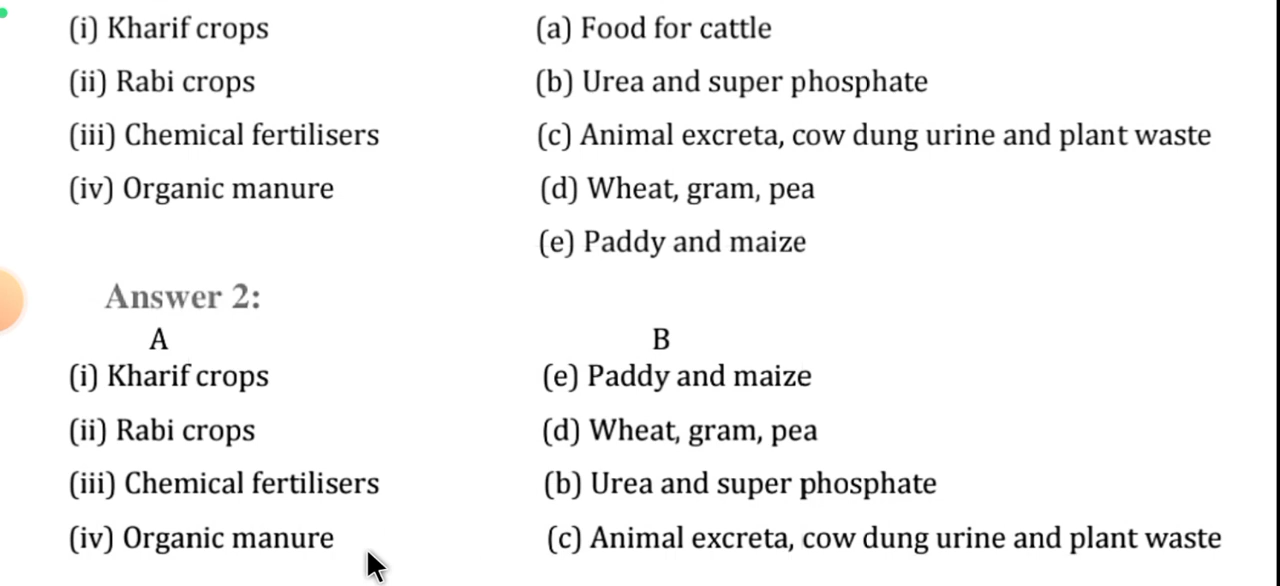 (i) Kharif crops (a) Food for cattle
(ii) Rabi crops (b) Urea and super phosphate
(iii) Chemical fertilisers (c) Animal excreta, cow dung urine and plant waste
(iv) Organic manure (d) Wheat, gram, pea
(e) Paddy and maize
Answer 2:
A B
(i) Kharif crops (e) Paddy and maize
(ii) Rabi crops (d) Wheat, gram, pea
(iii) Chemical fertilisers (b) Urea and super phosphate
(iv) Organic manure (c) Animal excreta, cow dung urine and plant waste